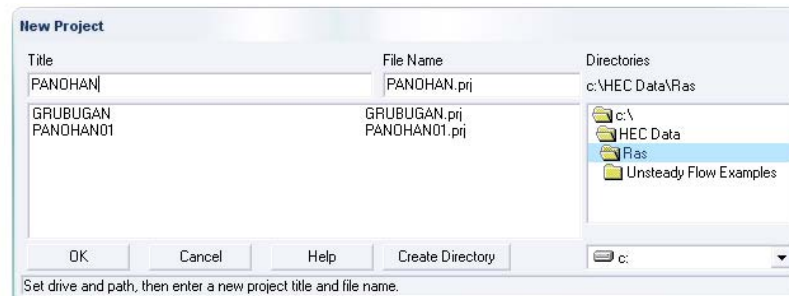 New Project
Title File Name Directories
PANOHAN PANOHAN.prj c:\HEC Data\Ras
GRUBUGAN GRUBUGAN.prj c:\
PANOHAN01 PANOHAN01.prj HEC Data
Ras
Unsteady Flow Examples
OK Cancel Help Create Directory c:
Set drive and path, then enter a new project title and file name.